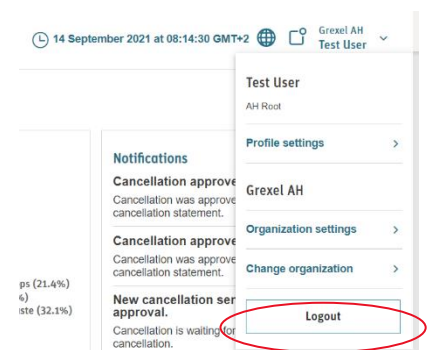 14 September 2021 at 08:14:30 GMT+2
Grexel AH
Test User
Test User
AH Root
Profile settings
Grexel AH
Organization settings
Change organization
Logout
Notifications
Cancellation approve
Cancellation was approve
cancellation statement.
Cancellation approve
Cancellation was approve
cancellation statement.
New cancellation ser
approval.
Cancellation is waiting for
cancellation.
ps (21.4%)
%)
iste (32.1%)